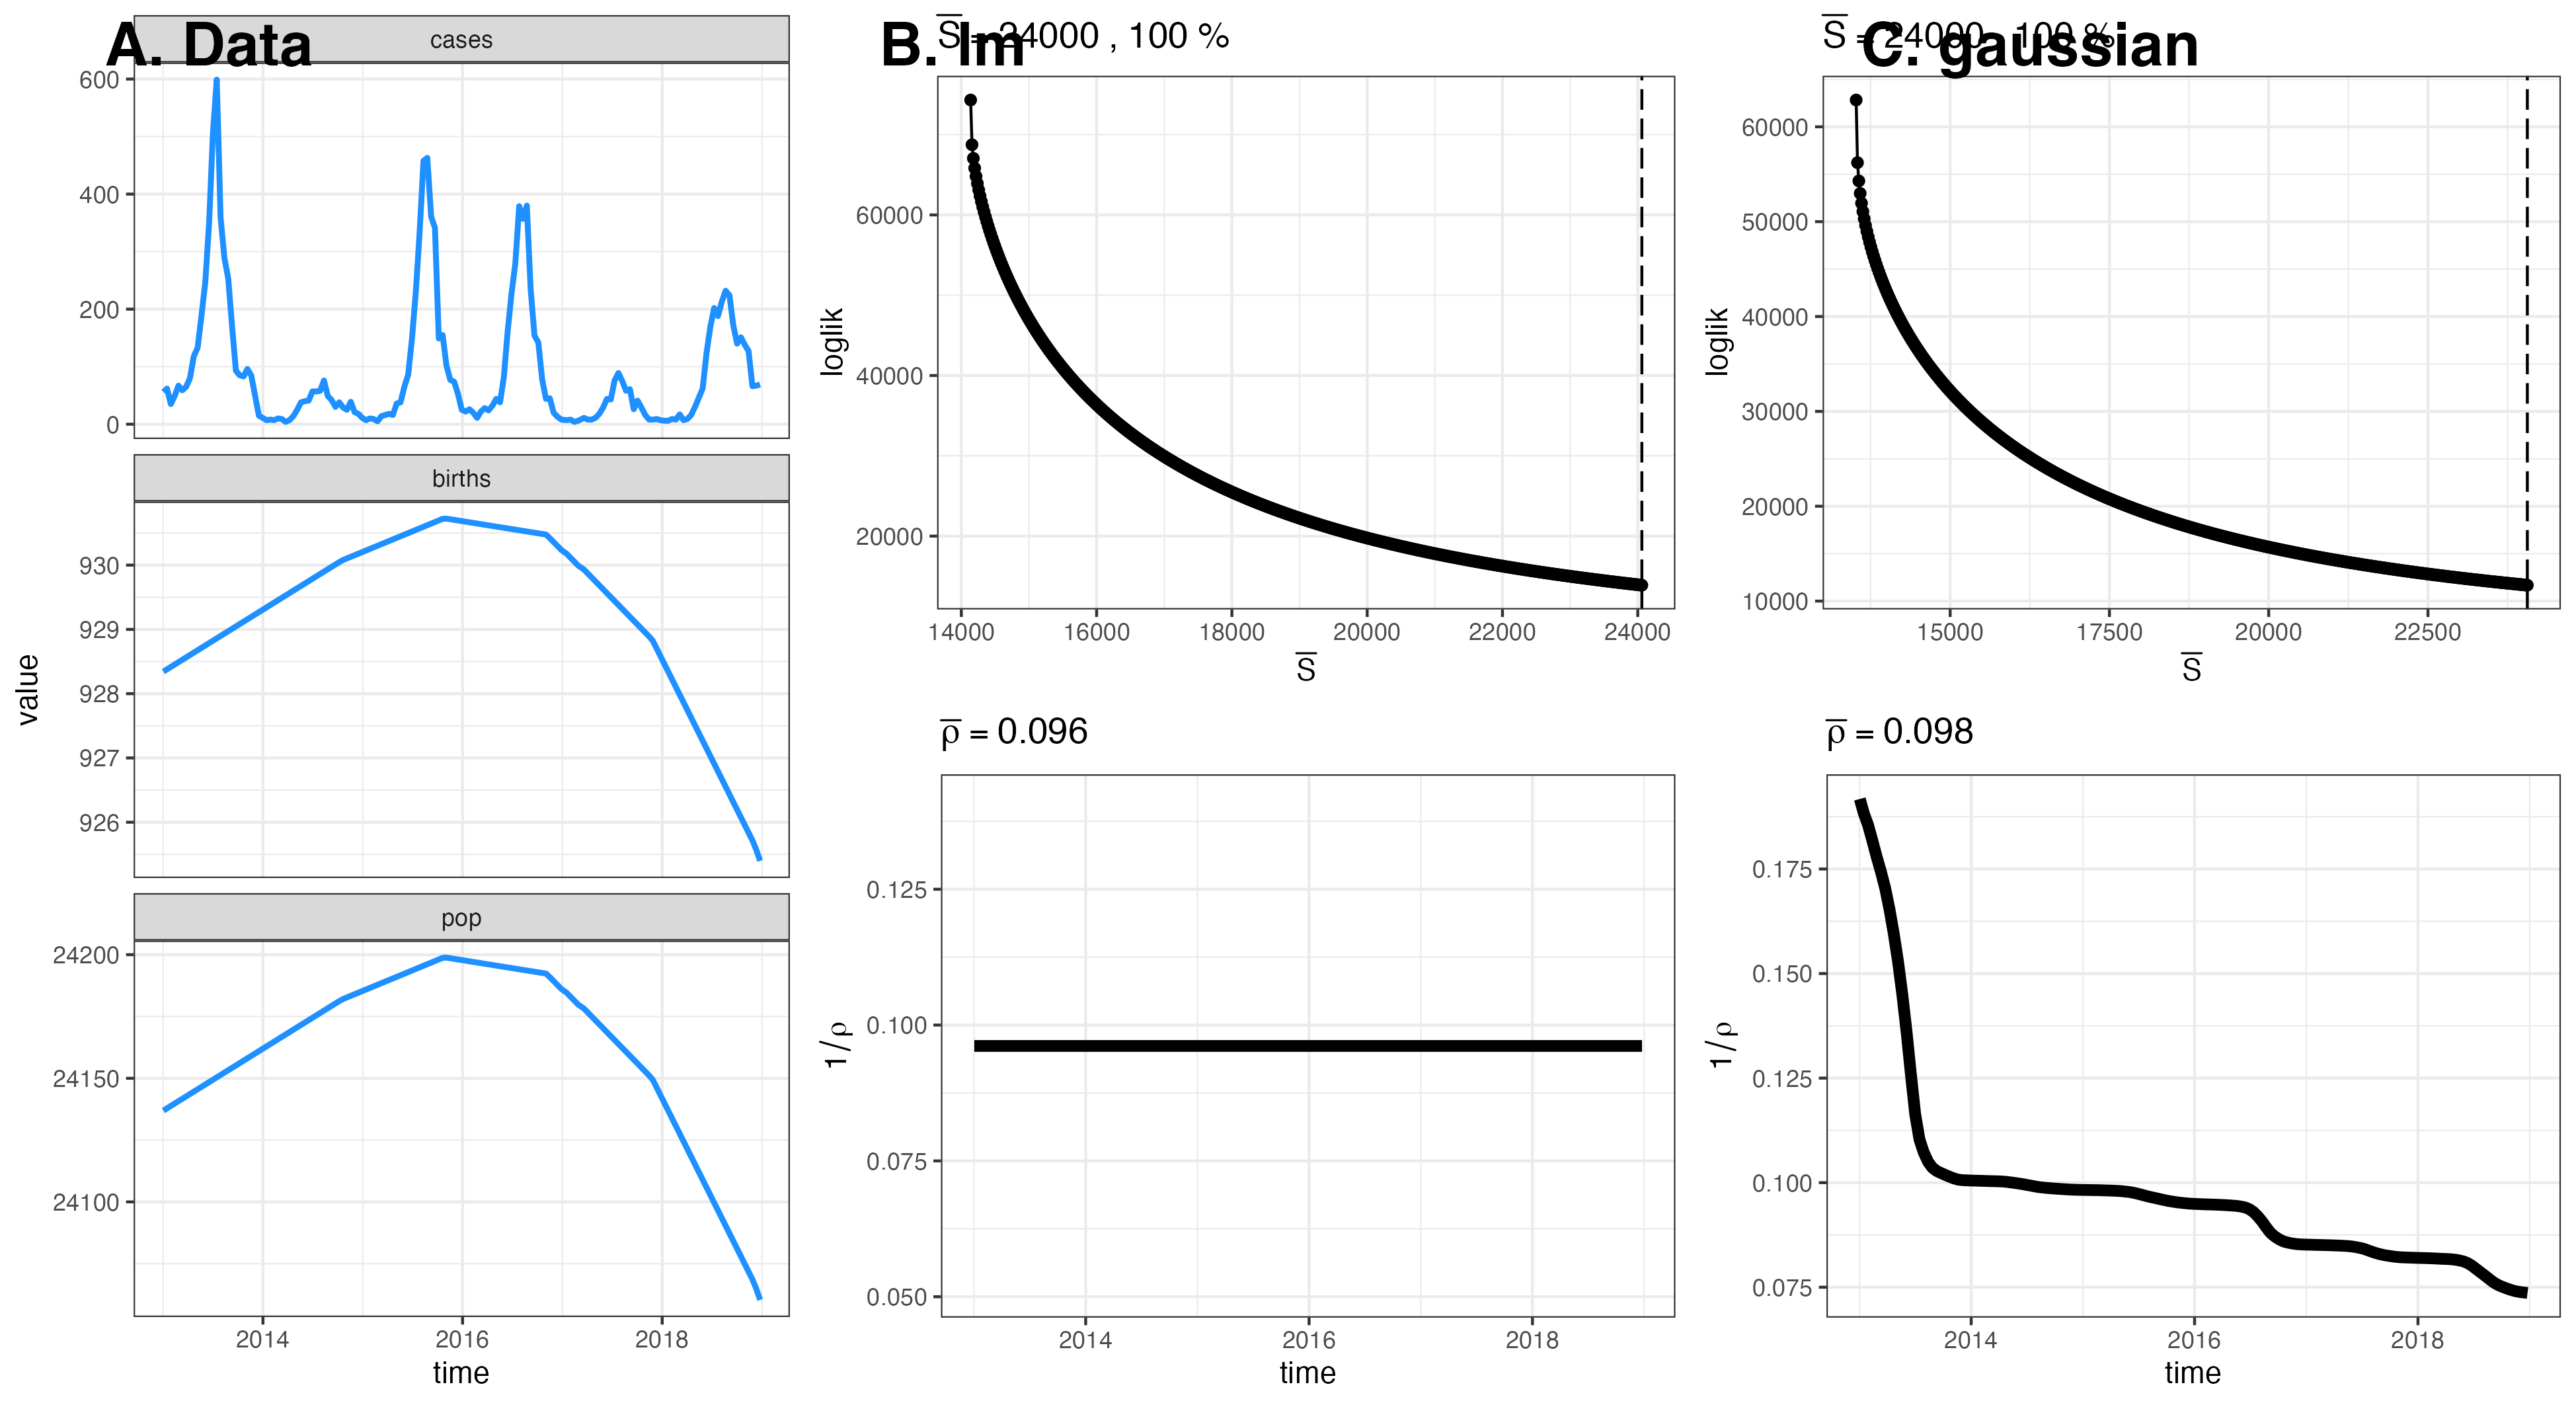 A. Data
cases
600
400
200
0
births
930
929
928
927
926
pop
24200
24150
24100
value
2014 2016 2018
time
B. lm
S̅ = 24000 , 100 %
60000
40000
20000
loglik
14000 16000 18000 20000 22000 24000
S̅
ρ̅ = 0.096
0.125
0.100
0.075
0.050
1/ρ
2014 2016 2018
time
C. gaussian
S̅ = 24000 , 100 %
60000
50000
40000
30000
20000
10000
loglik
15000 17500 20000 22500
S̅
ρ̅ = 0.098
0.175
0.150
0.125
0.100
0.075
1/ρ
2014 2016 2018
time